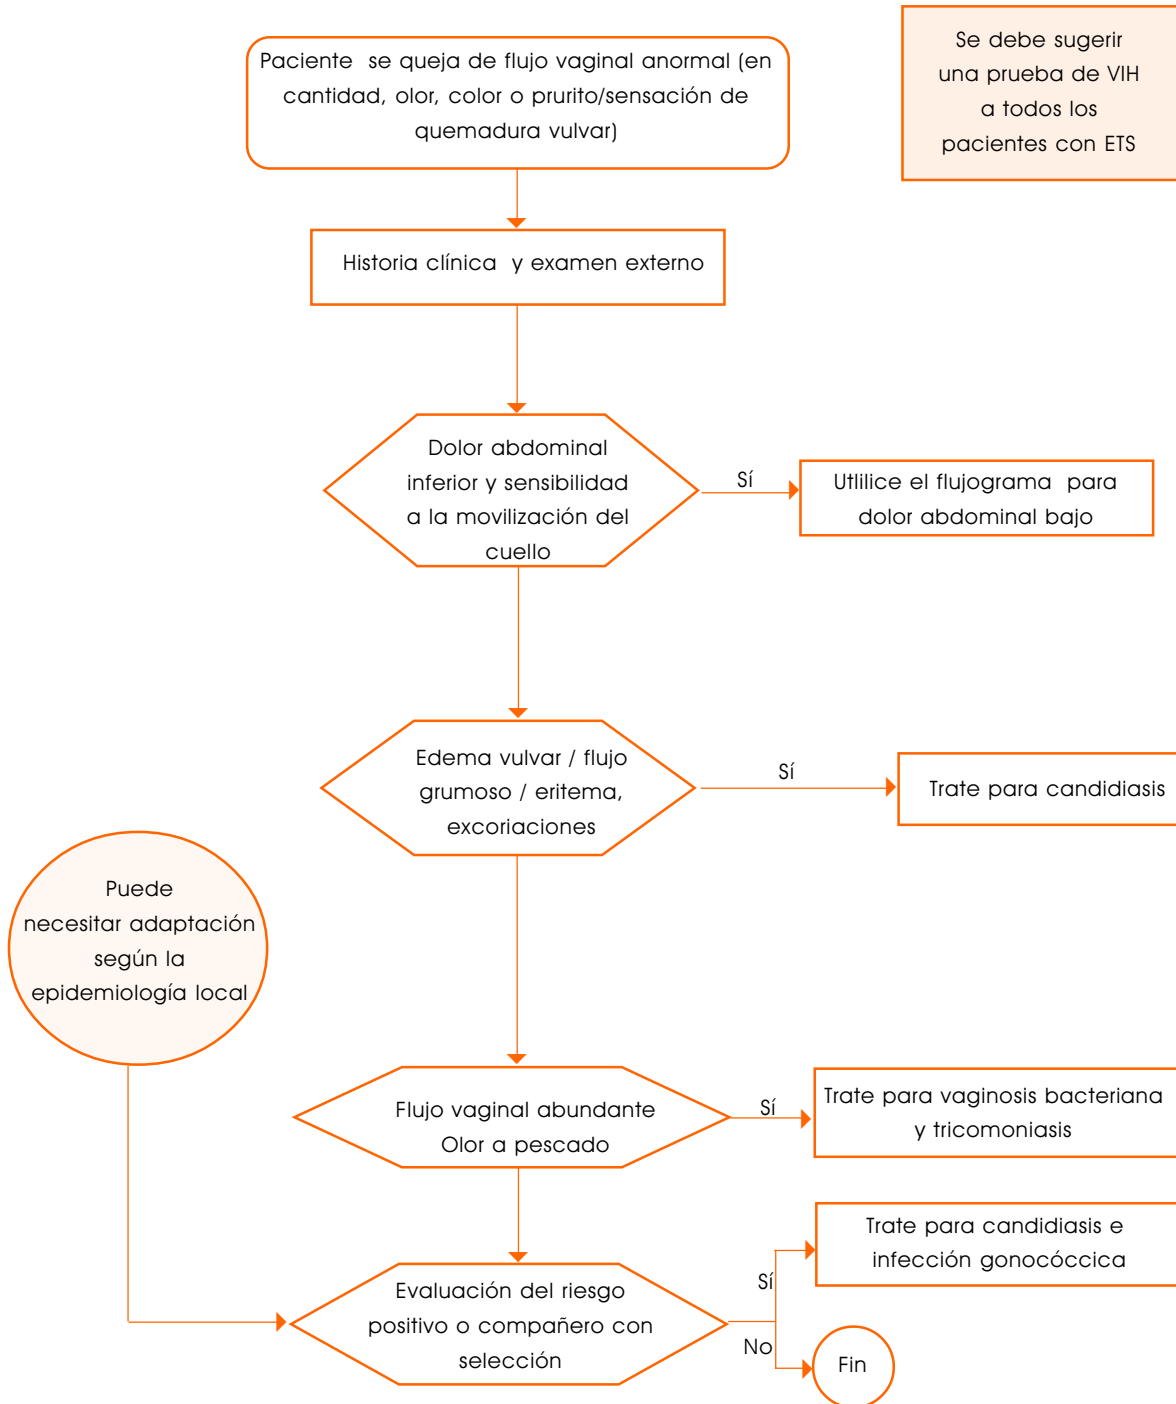 Paciente se queja de flujo vaginal anormal (en
cantidad, olor, color o prurito/sensación de
quemadura vulvar)
Se debe sugerir
una prueba de VIH
a todos los
pacientes con ETS
Historia clínica y examen externo
Dolor abdominal
inferior y sensibilidad
a la movilización del
cuello
Sí
Utlilice el flujograma para
dolor abdominal bajo
Edema vulvar / flujo
grumoso / eritema,
excoriaciones
Sí
Trate para candidiasis
Puede
necesitar adaptación
según la
epidemiología local
Flujo vaginal abundante
Olor a pescado
Sí
Trate para vaginosis bacteriana
y tricomoniasis
Evaluación del riesgo
positivo o compañero con
selección
Sí
Trate para candidiasis e
infección gonocóccica
No
Fin